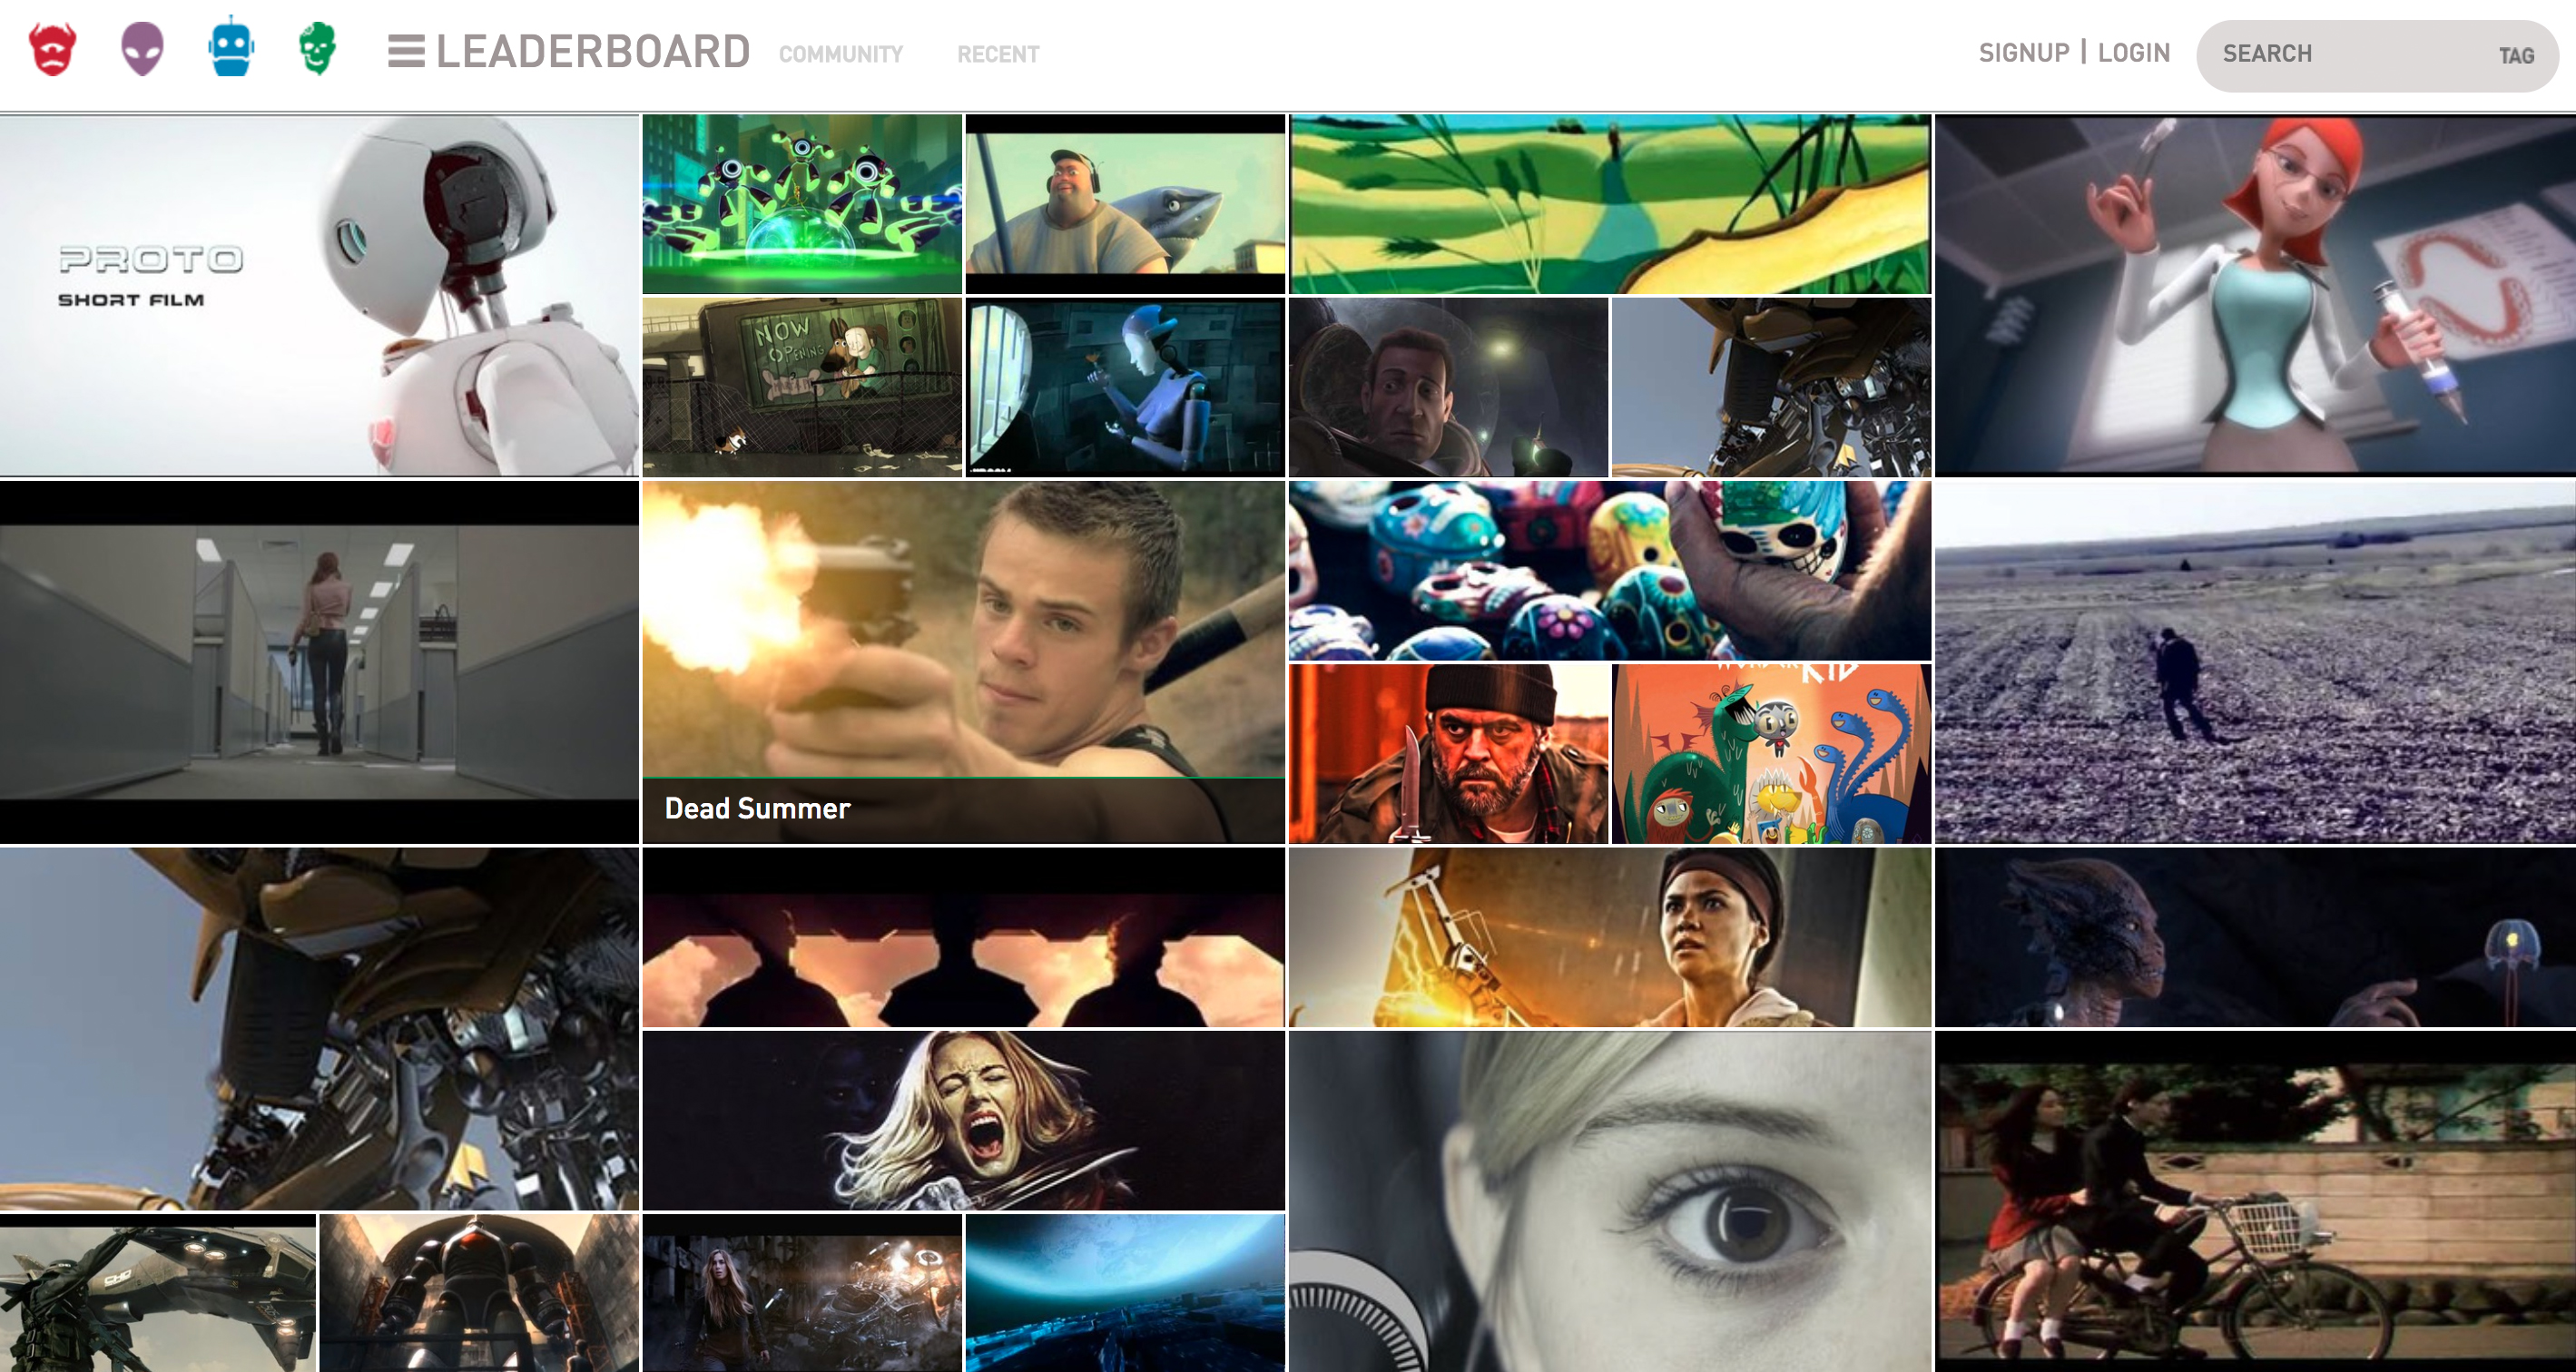 LEADERBOARD
COMMUNITY
RECENT
SIGNUP | LOGIN
SEARCH
TAG
PROTO
SHORT FILM
NOW
OPENING
KID
Dead Summer